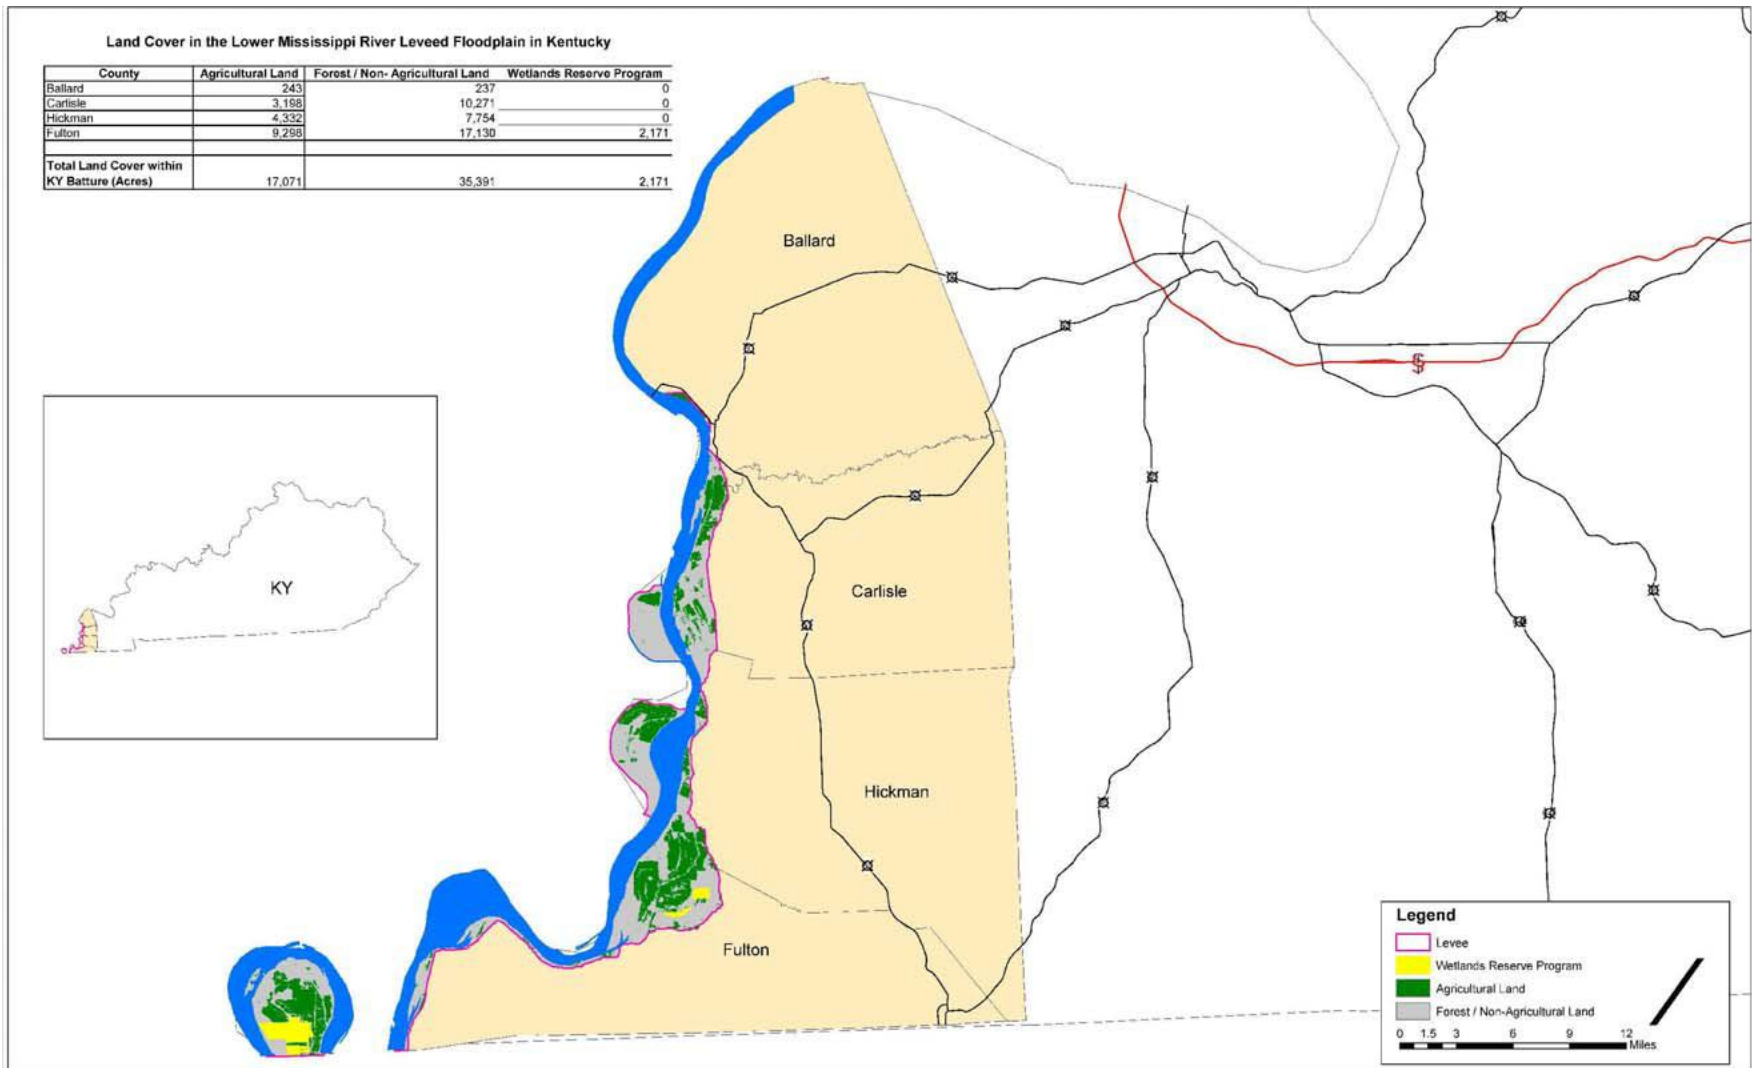 Land Cover in the Lower Mississippi River Leveed Floodplain in Kentucky
County Agricultural Land Forest / Non- Agricultural Land Wetlands Reserve Program
Ballard 243 237 0
Carlisle 3,198 10,271 0
Hickman 4,332 7,754 0
Fulton 9,298 17,130 2,171
Total Land Cover within
KY Batture (Acres) 17,071 35,391 2,171
Ballard
KY
Carlisle
Hickman
Fulton
Legend
Levee
Wetlands Reserve Program
Agricultural Land
Forest / Non-Agricultural Land
0 1.5 3 6 9 12
Miles